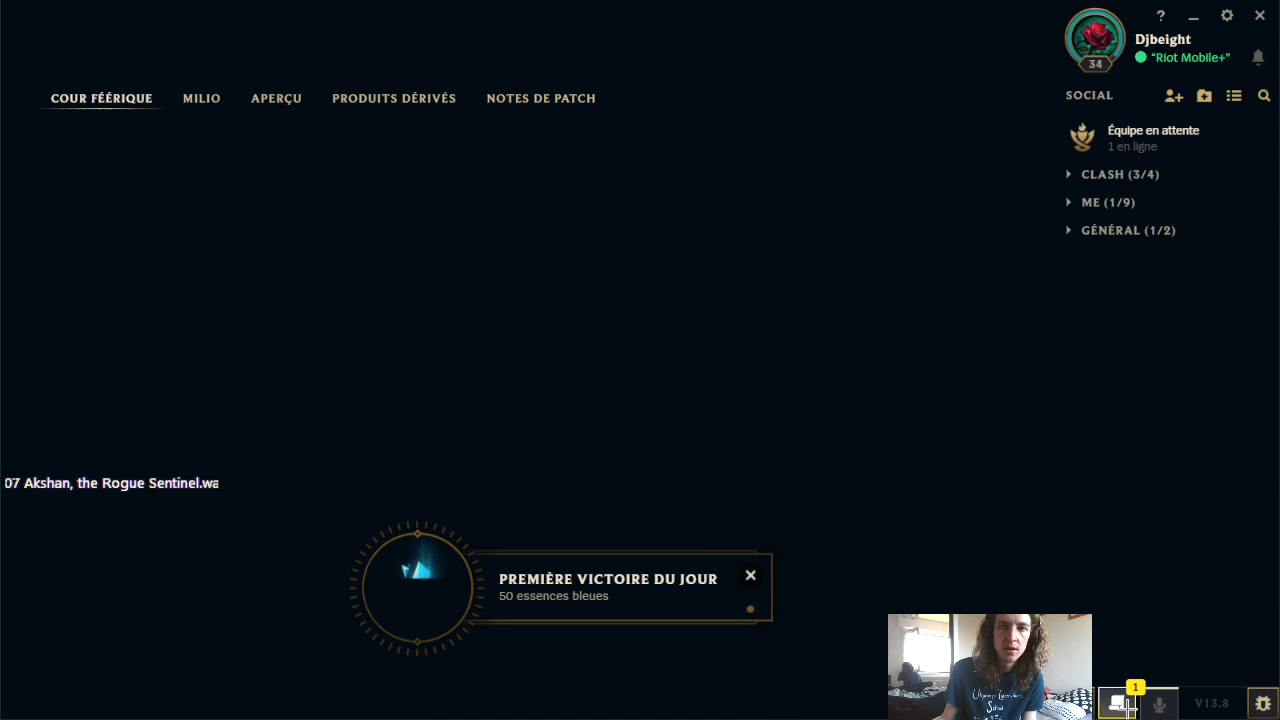 ?
Djbeight
34
"Riot Mobile+"
COUR FÉÉRIQUE
MILIO
APERÇU
PRODUITS DÉRIVÉS
NOTES DE PATCH
SOCIAL
Équipe en attente
1 en ligne
CLASH (3/4)
ME (1/9)
GÉNÉRAL (1/2)
07 Akshan, the Rogue Sentinel.wa
PREMIÈRE VICTOIRE DU JOUR
50 essences bleues
1
V13.8